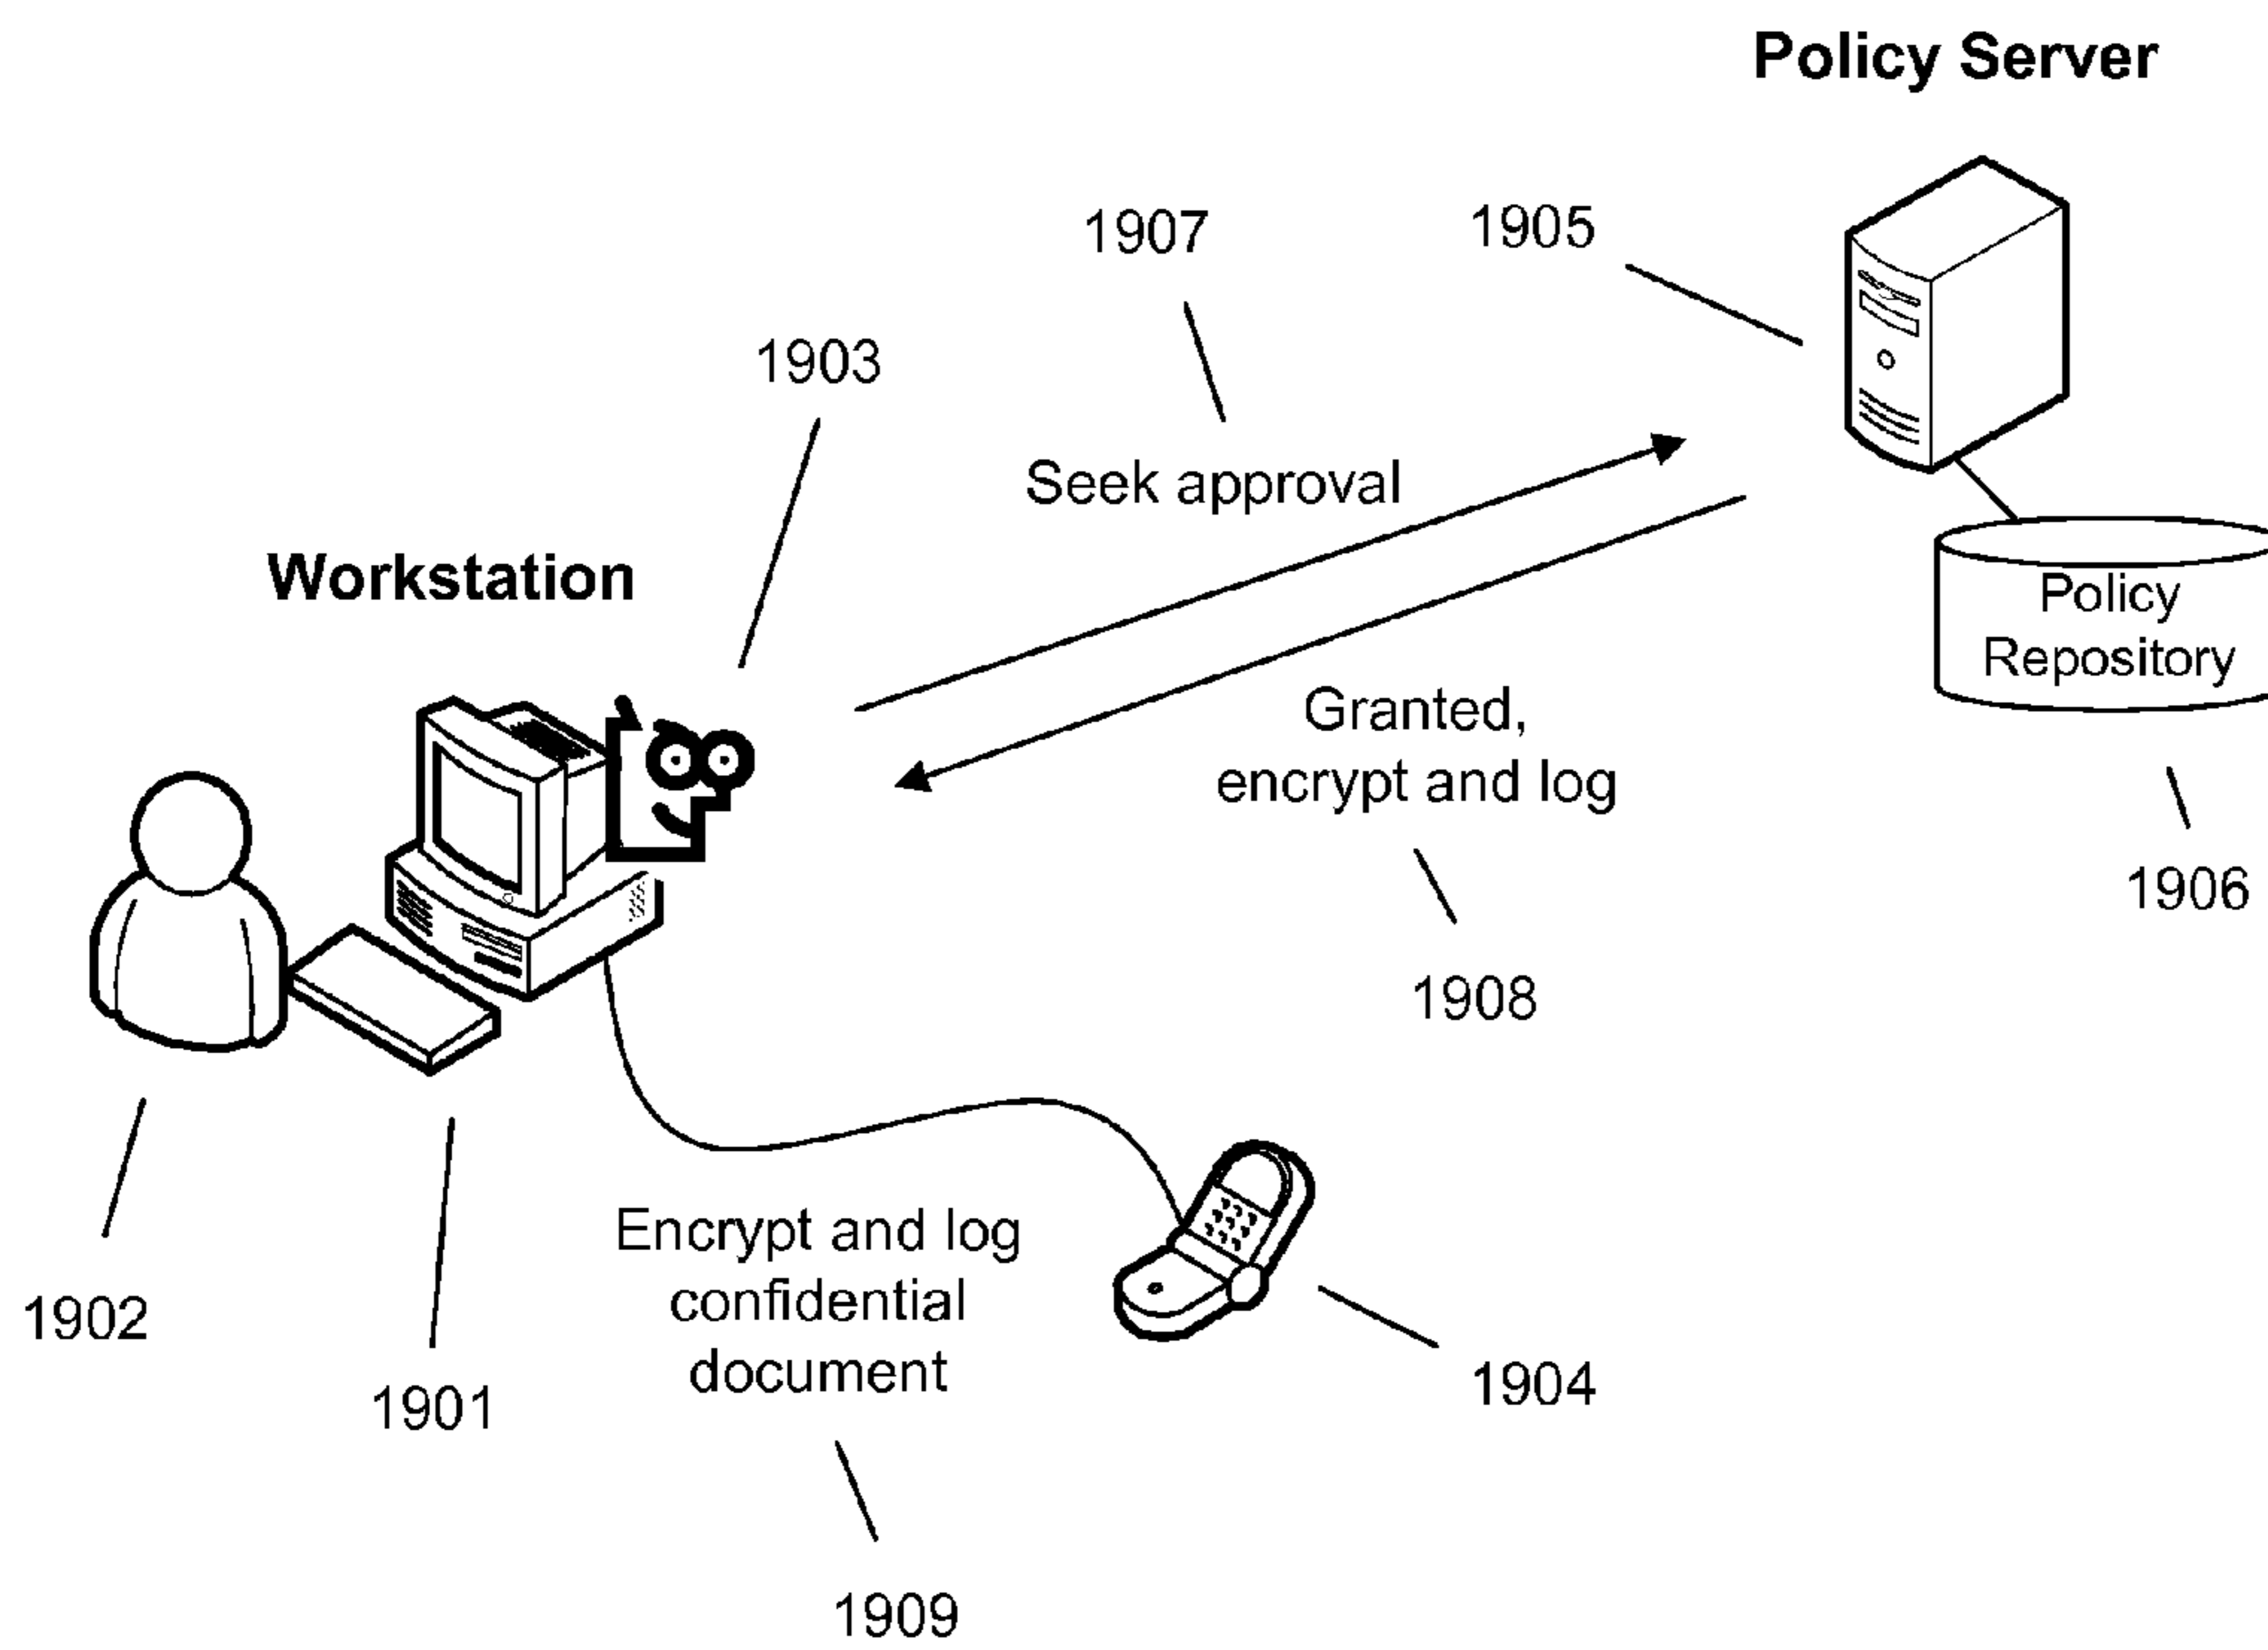 Policy Server
1907
1905
1903
Seek approval
Workstation
Policy
Repository
Granted,
encrypt and log
1906
1908
Encrypt and log
confidential
document
1902
1901
1904
1909